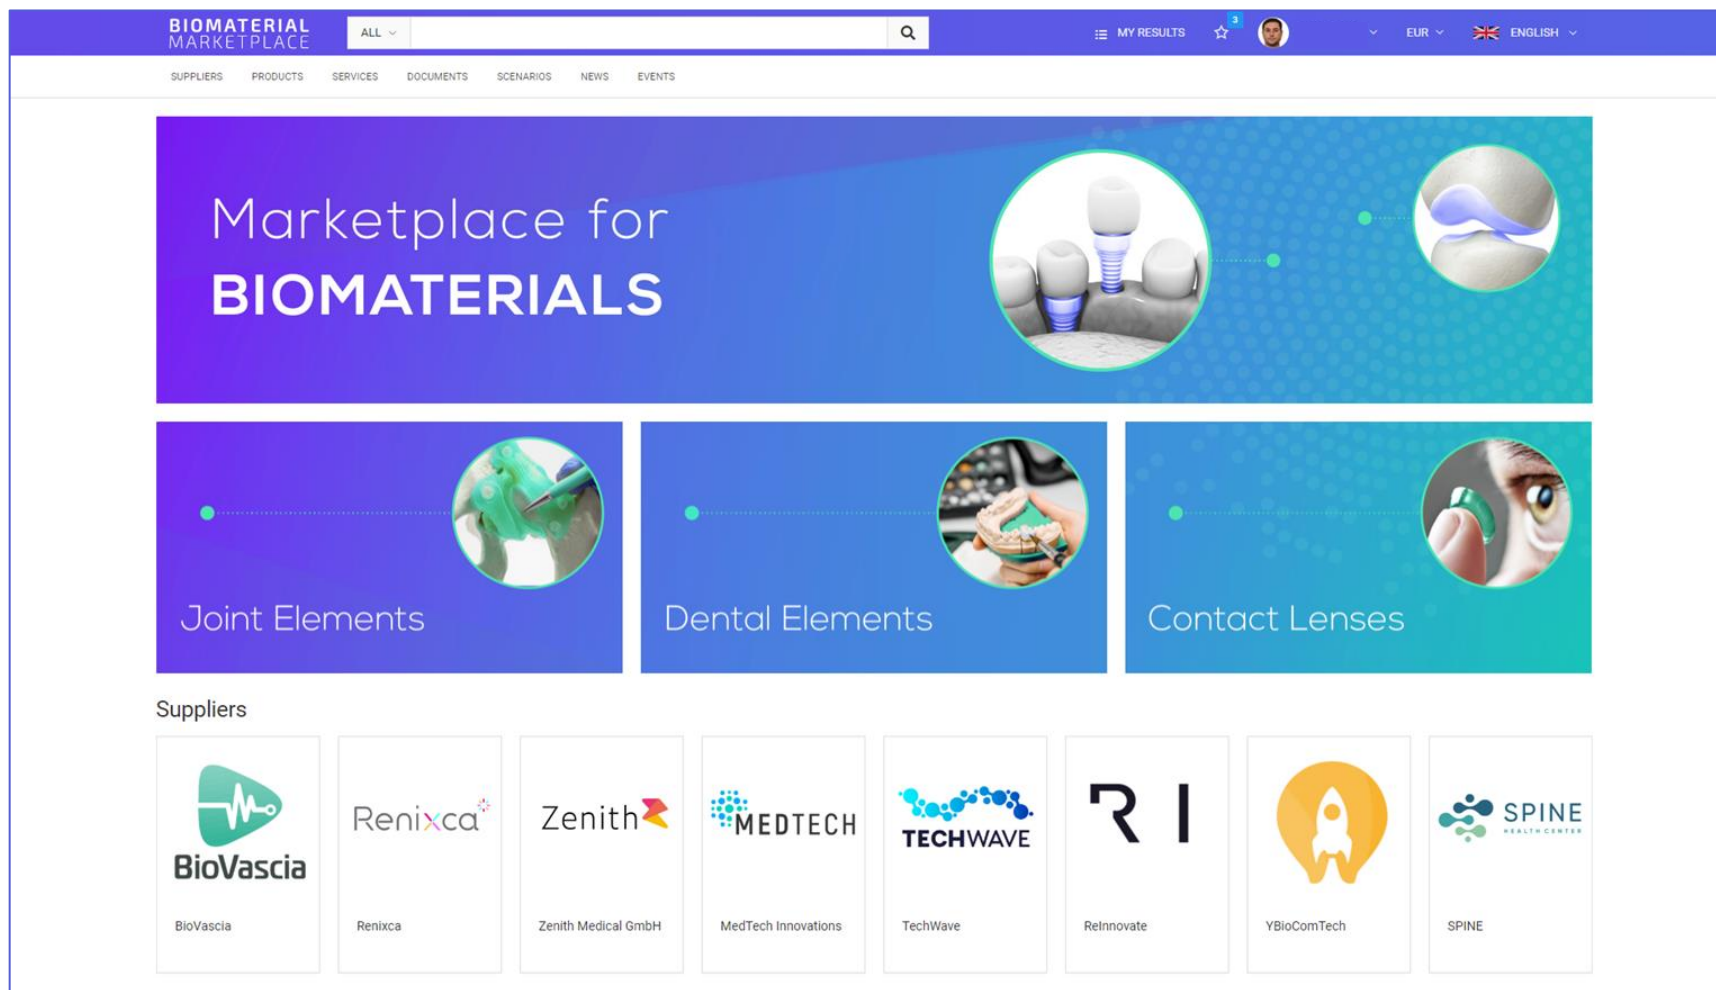 BIOMATERIAL
MARKETPLACE
ALL
MY RESULTS
3
EUR
ENGLISH
SUPPLIERS PRODUCTS SERVICES DOCUMENTS SCENARIOS NEWS EVENTS
Marketplace for
BIOMATERIALS
Joint Elements
Dental Elements
Contact Lenses
Suppliers
BioVascia
Renixca
Zenith
MEDTECH
TECHWAVE
RI
SPINE
HEALTH CENTER
BioVascia
Renixca
Zenith Medical GmbH
MedTech Innovations
TechWave
ReInnovate
YBioComTech
SPINE